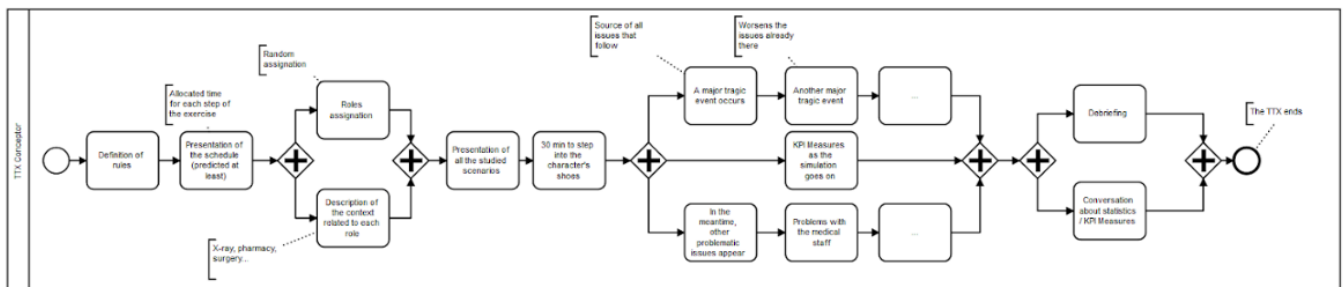 TTX Conceptor
Definition of
rules
Allocated time
for each step of
the exercise
Presentation of
the schedule
(predicted at
least)
Random
assignation
Roles
assignation
Description of
the context
related to each
role
X-ray, pharmacy,
surgery...
Presentation of
all the studied
scenarios
30 min to step
into the
character's
shoes
Source of all
issues that
follow
A major tragic
event occurs
Worsens the
issues already
there
Another major
tragic event
...
KPI Measures
as the
simulation
goes on
In the
meantime,
other
problematic
issues appear
Problems with
the medical
staff
...
Debriefing
Conversation
about statistics
/ KPI Measures
The TTX ends